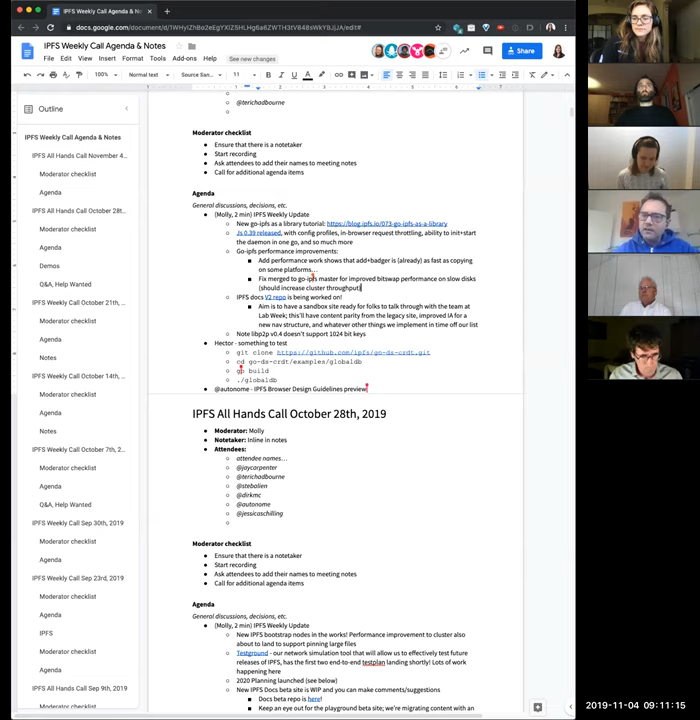 IPFS Weekly Call Agenda & Notes
docs.google.com/document/d/
IPFS Weekly Call Agenda & Notes
File Edit View Insert Format Tools Add-ons Help
See new changes
Share
100%
Normal text
Source San...
11
Outline
IPFS Weekly Call Agenda & Notes
IPFS All Hands Call November 4...
Moderator checklist
Agenda
IPFS All Hands Call October 28t...
Moderator checklist
Agenda
Demos
Q&A, Help Wanted
IPFS Weekly Call October 21th,...
Moderator checklist
Agenda
Notes
IPFS Weekly Call October 14th,...
Moderator checklist
Agenda
Notes
IPFS Weekly Call October 7th, 2...
Moderator checklist
Agenda
Q&A, Help Wanted
IPFS Weekly Call Sep 30th, 2019
Moderator checklist
Agenda
IPFS Weekly Call Sep 23rd, 2019
Moderator checklist
Agenda
IPFS
Moderator checklist
Agenda
IPFS All Hands Call Sep 9th, 2019
Moderator checklist
@terichadbourne
Moderator checklist
Ensure that there is a notetaker
Start recording
Ask attendees to add their names to meeting notes
Call for additional agenda items
Agenda
General discussions, decisions, etc.
(Molly, 2 min) IPFS Weekly Update
New go-ipfs as a library tutorial: https://blog.ipfs.io/073-go-ipfs-as-a-library
Js 0.39 released, with config profiles, in-browser request throttling, ability to init+start
the daemon in one go, and so much more
Go-ipfs performance improvements:
Add performance work shows that add+badger is (already) as fast as copying
on some platforms...
Fix merged to go-ipfs master for improved bitswap performance on slow disks
(should increase cluster throughput)
IPFS docs V2 repo is being worked on!
Aim is to have a sandbox site ready for folks to talk through with the team at
Lab Week; this'll have content parity from the legacy site, improved IA for a
new nav structure, and whatever other things we implement in time off our list
Note libp2p v0.4 doesn't support 1024 bit keys
Hector - something to test
git clone https://github.com/ipfs/go-ds-crdt.git
cd go-ds-crdt/examples/globaldb
go build
./globaldb
@autonome - IPFS Browser Design Guidelines preview
IPFS All Hands Call October 28th, 2019
Moderator: Molly
Notetaker: Inline in notes
Attendees:
attendee names...
@jaycarpenter
@terichadbourne
@stebalien
@dirkmc
@autonome
@jessicaschilling
Moderator checklist
Ensure that there is a notetaker
Start recording
Ask attendees to add their names to meeting notes
Call for additional agenda items
Agenda
General discussions, decisions, etc.
(Molly, 2 min) IPFS Weekly Update
New IPFS bootstrap nodes in the works! Performance improvement to cluster also
about to land to support pinning large files
Testground - our network simulation tool that will allow us to effectively test future
releases of IPFS, has the first two end-to-end testplan landing shortly! Lots of work
happening here
2020 Planning launched (see below)
New IPFS Docs beta site is WIP and you can make comments/suggestions
Docs beta repo is here!
Keep an eye out for the playground beta site; we're migrating content with an
2019-11-04 09:11:15